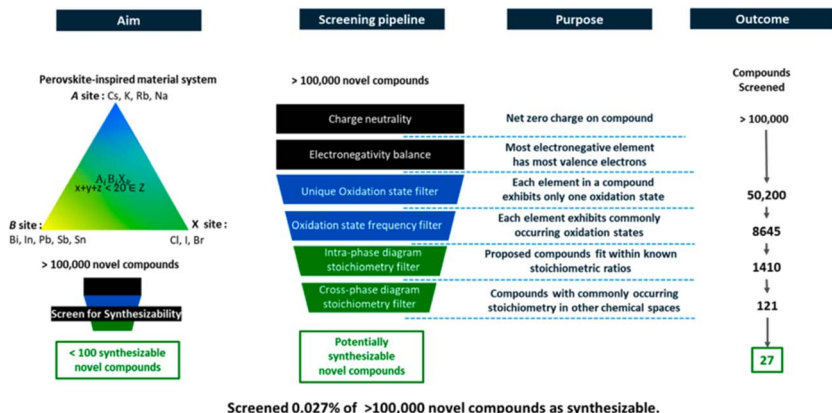 Aim
Screening pipeline
Purpose
Outcome
Perovskite-inspired material system
A site : Cs, K, Rb, Na
x+y+z < 20 ∈ Z
B site :
Bi, In, Pb, Sb, Sn
X site :
Cl, I, Br
> 100,000 novel compounds
Screen for Synthesizability
< 100 synthesizable
novel compounds
> 100,000 novel compounds
Charge neutrality
Electronegativity balance
Unique Oxidation state filter
Oxidation state frequency filter
Intra-phase diagram
stoichiometry filter
Cross-phase diagram
stoichiometry filter
Potentially
synthesizable
novel compounds
Net zero charge on compound
Most electronegative element
has most valence electrons
Each element in a compound
exhibits only one oxidation state
Each element exhibits commonly
occurring oxidation states
Proposed compounds fit within known
stoichiometric ratios
Compounds with commonly occurring
stoichiometry in other chemical spaces
Compounds
Screened
> 100,000
50,200
8645
1410
121
27
Screened 0.027% of >100,000 novel compounds as synthesizable.